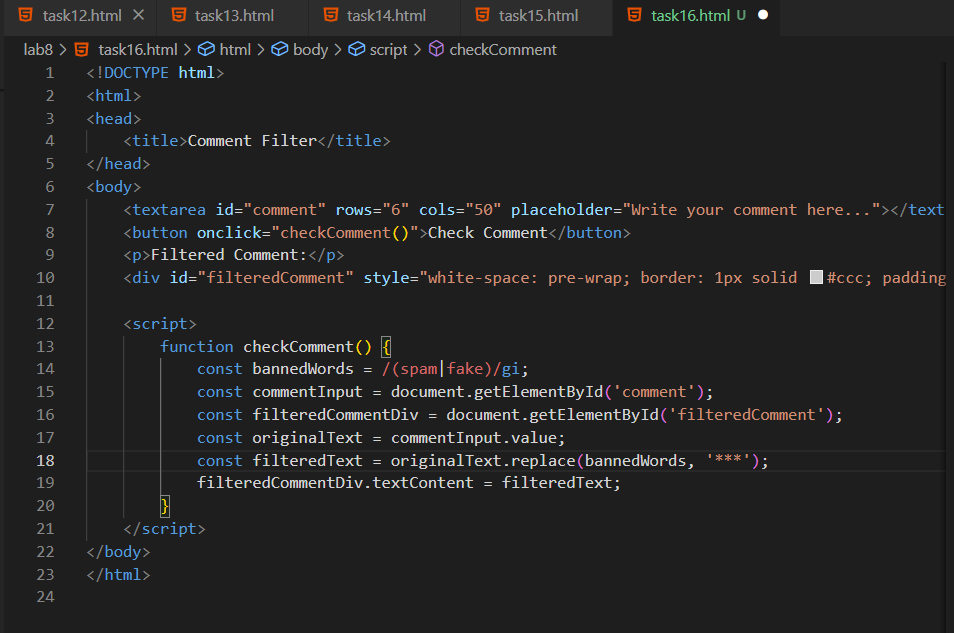 task12.html task13.html task14.html task15.html task16.html U
lab8 > task16.html > html > body > script > checkComment
1 <!DOCTYPE html>
2 <html>
3 <head>
4     <title>Comment Filter</title>
5 </head>
6 <body>
7     <textarea id="comment" rows="6" cols="50" placeholder="Write your comment here..."></text
8     <button onclick="checkComment()">Check Comment</button>
9     <p>Filtered Comment:</p>
10     <div id="filteredComment" style="white-space: pre-wrap; border: 1px solid #ccc; padding
11
12     <script>
13         function checkComment() {
14             const bannedWords = /(spam|fake)/gi;
15             const commentInput = document.getElementById('comment');
16             const filteredCommentDiv = document.getElementById('filteredComment');
17             const originalText = commentInput.value;
18             const filteredText = originalText.replace(bannedWords, '***');
19             filteredCommentDiv.textContent = filteredText;
20         }
21     </script>
22 </body>
23 </html>
24